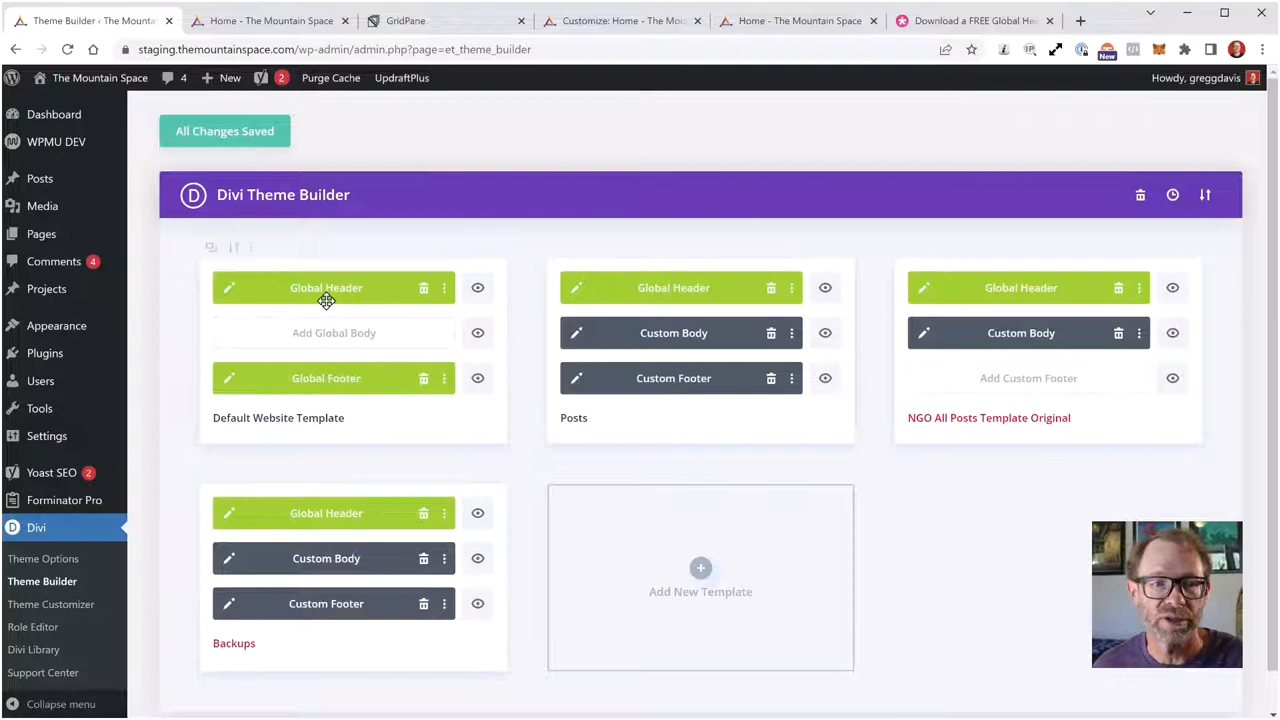 Theme Builder ‹ The Mounta
Home - The Mountain Space
GridPane
Customize: Home - The Mou
Home - The Mountain Space
Download a FREE Global He
staging.themountainspace.com/wp-admin/admin.php?page=et_theme_builder
New
The Mountain Space
4
New
2
Purge Cache
UpdraftPlus
Howdy, greggdavis
Dashboard
WPMU DEV
Posts
Media
Pages
Comments 4
Projects
Appearance
Plugins
Users
Tools
Settings
Yoast SEO 2
Forminator Pro
Divi
Theme Options
Theme Builder
Theme Customizer
Role Editor
Divi Library
Support Center
Collapse menu
All Changes Saved
D Divi Theme Builder
Global Header
Add Global Body
Global Footer
Default Website Template
Global Header
Custom Body
Custom Footer
Posts
Global Header
Custom Body
Add Custom Footer
NGO All Posts Template Original
Global Header
Custom Body
Custom Footer
Backups
Add New Template